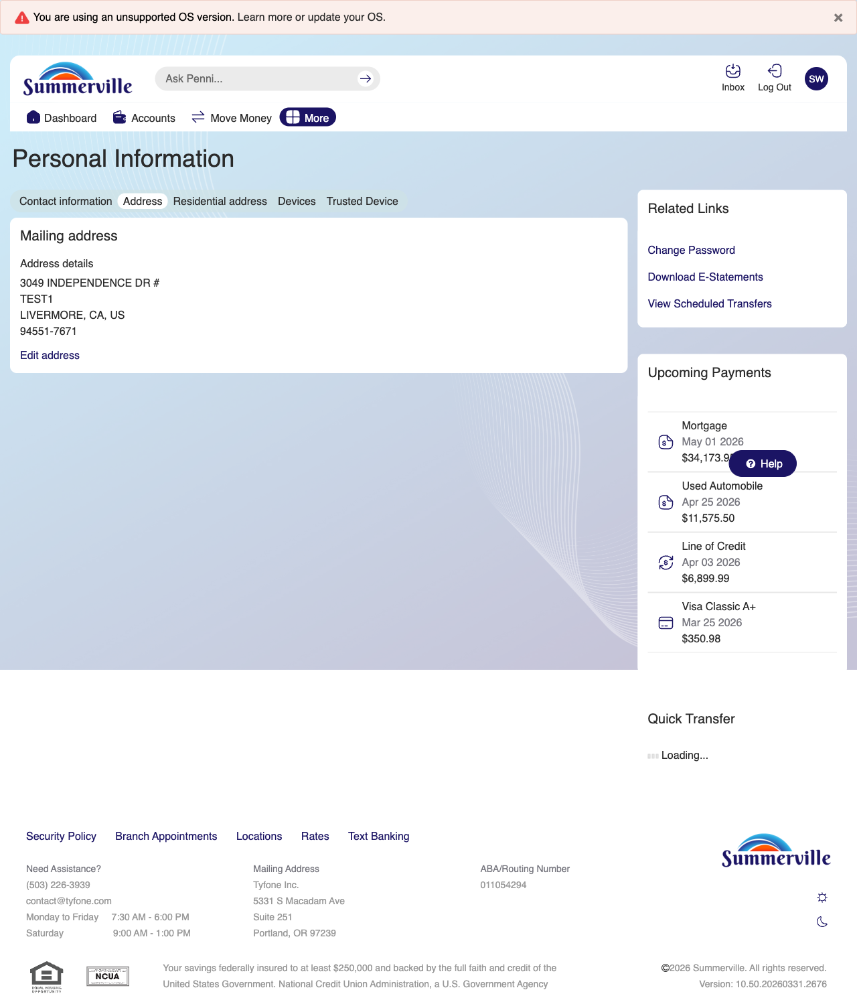 You are using an unsupported OS version. Learn more or update your OS.
Summerville
Ask Penni...
Inbox
Log Out
SW
Dashboard
Accounts
Move Money
More
Personal Information
Contact information
Address
Residential address
Devices
Trusted Device
Mailing address
Address details
3049 INDEPENDENCE DR #
TEST1
LIVERMORE, CA, US
94551-7671
Edit address
Related Links
Change Password
Download E-Statements
View Scheduled Transfers
Upcoming Payments
Mortgage
May 01 2026
$34,173.9
Help
Used Automobile
Apr 25 2026
$11,575.50
Line of Credit
Apr 03 2026
$6,899.99
Visa Classic A+
Mar 25 2026
$350.98
Quick Transfer
Loading...
Security Policy
Branch Appointments
Locations
Rates
Text Banking
Summerville
Need Assistance?
(503) 226-3939
contact@tyfone.com
Monday to Friday 7:30 AM - 6:00 PM
Saturday 9:00 AM - 1:00 PM
Mailing Address
Tyfone Inc.
5331 S Macadam Ave
Suite 251
Portland, OR 97239
ABA/Routing Number
011054294
EQUAL HOUSING
OPPORTUNITY
NCUA
Your savings federally insured to at least $250,000 and backed by the full faith and credit of the
United States Government. National Credit Union Administration, a U.S. Government Agency
©2026 Summerville. All rights reserved.
Version: 10.50.20260331.2676